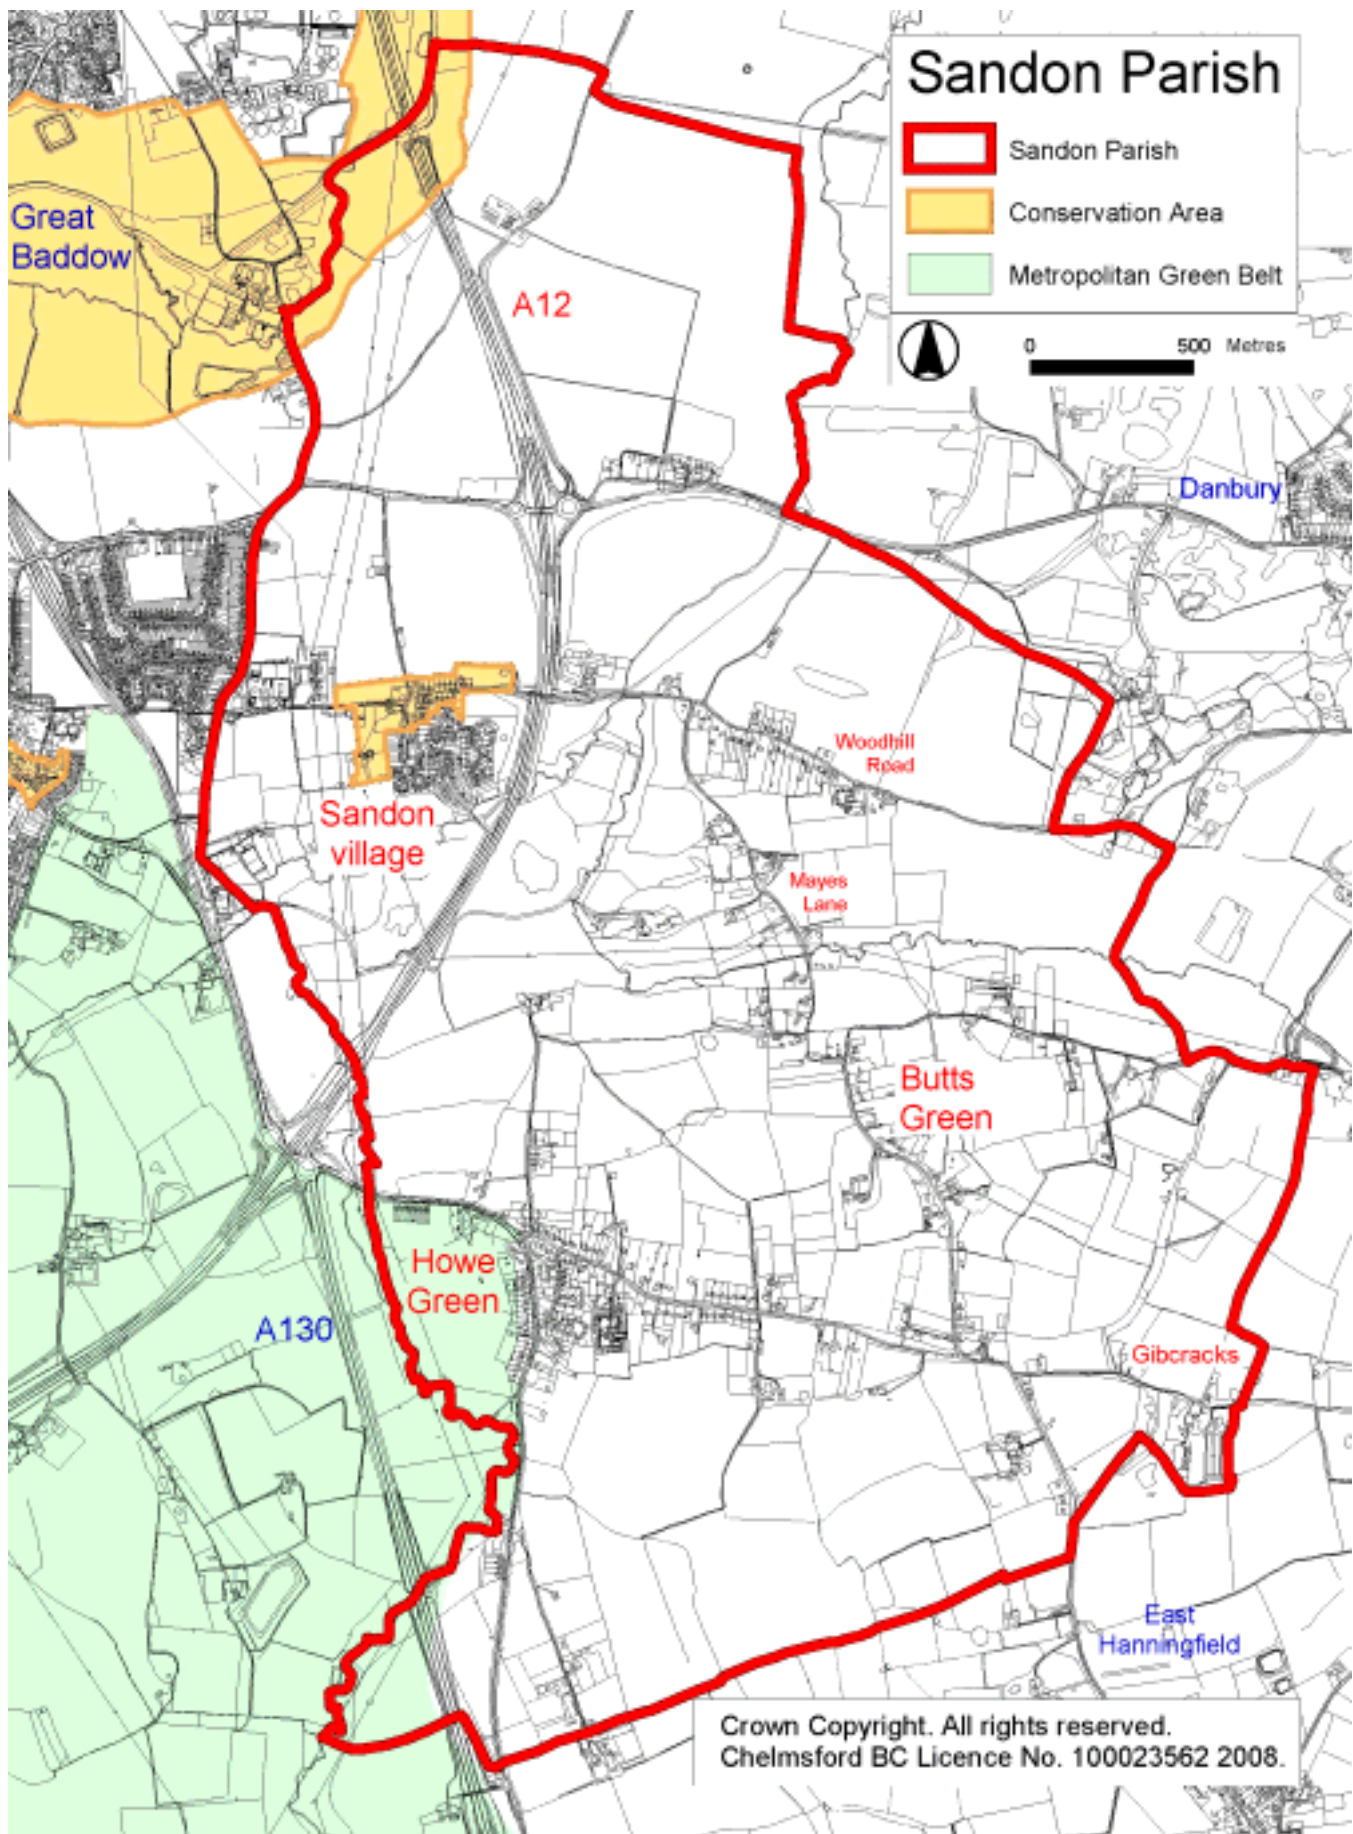 Sandon Parish
Sandon Parish
Conservation Area
Metropolitan Green Belt
0 500 Metres
Great
Baddow
A12
Danbury
Woodhill
Road
Sandon
village
Mayes
Lane
Butts
Green
Howe
Green
A130
Gibcracks
East
Hanningfield
Crown Copyright. All rights reserved.
Chelmsford BC Licence No. 100023562 2008.